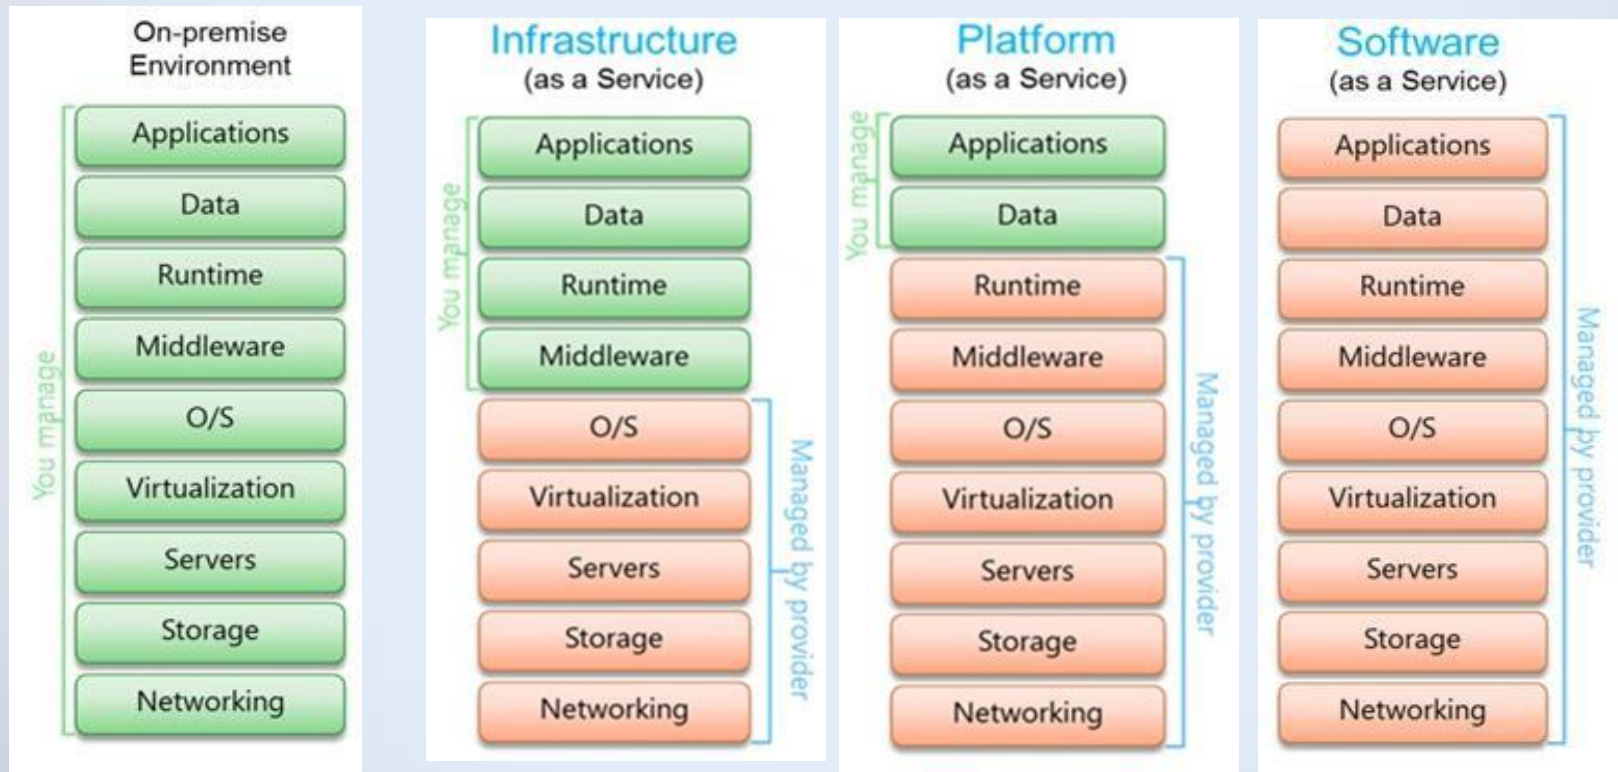 On-premise
Environment
You manage
Applications
Data
Runtime
Middleware
O/S
Virtualization
Servers
Storage
Networking
Infrastructure
(as a Service)
You manage
Applications
Data
Runtime
Middleware
O/S
Virtualization
Servers
Storage
Networking
Managed by provider
Platform
(as a Service)
You manage
Applications
Data
Runtime
Middleware
O/S
Virtualization
Servers
Storage
Networking
Managed by provider
Software
(as a Service)
Applications
Data
Runtime
Middleware
O/S
Virtualization
Servers
Storage
Networking
Managed by provider